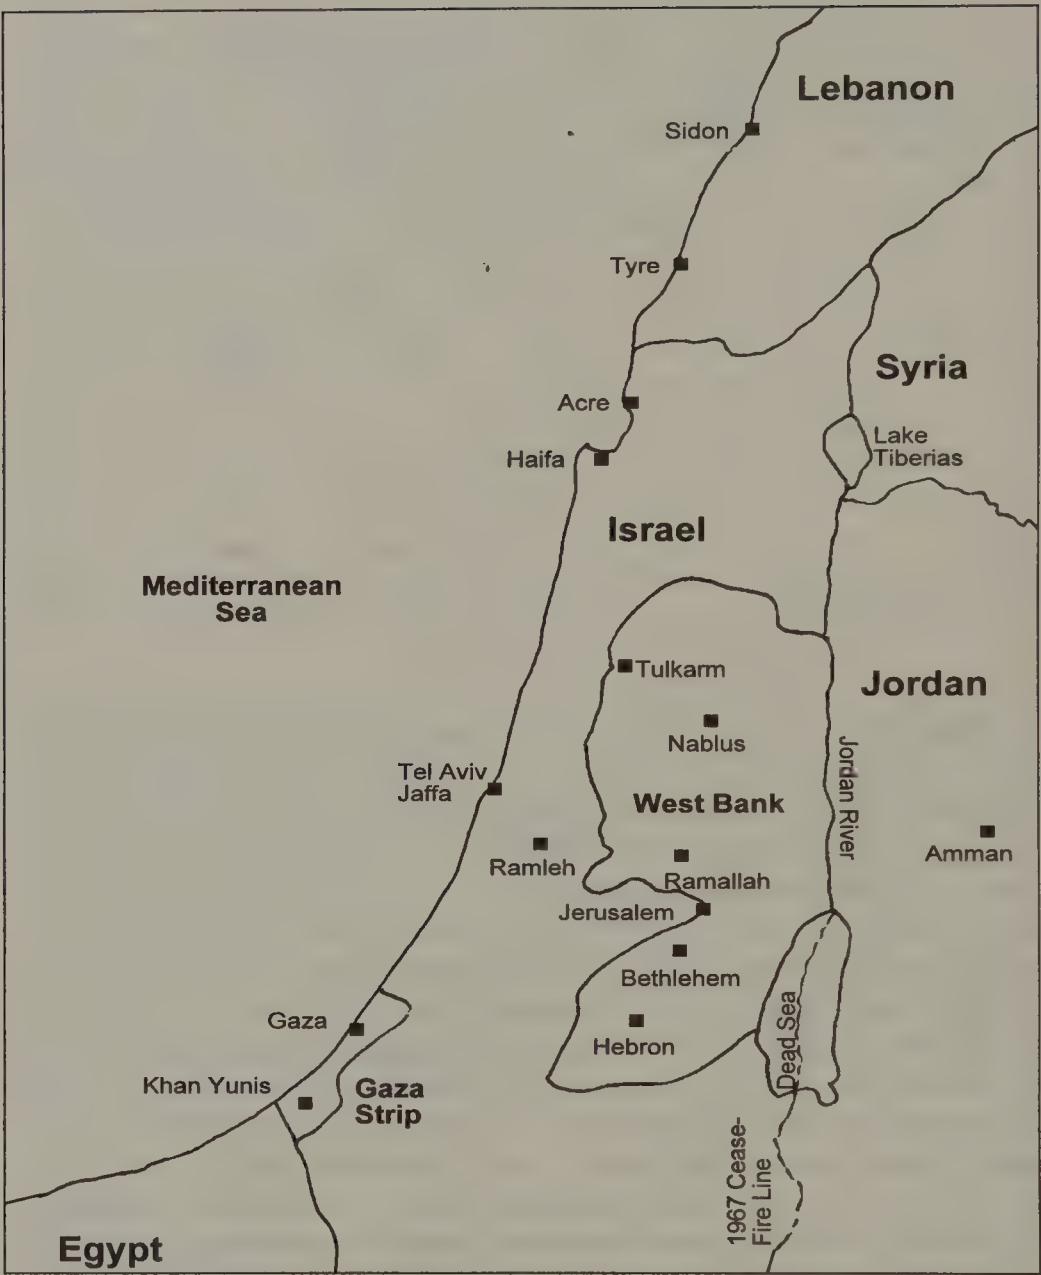 Lebanon
Sidon
Tyre
Syria
Acre
Lake
Tiberias
Haifa
Israel
Mediterranean
Sea
Tulkarm
Jordan
Nablus
Jordan River
Tel Aviv
Jaffa
West Bank
Amman
Ramleh
Ramallah
Jerusalem
Bethlehem
Dead Sea
Gaza
Hebron
Khan Yunis
Gaza
Strip
1967 Cease-
Fire Line
Egypt